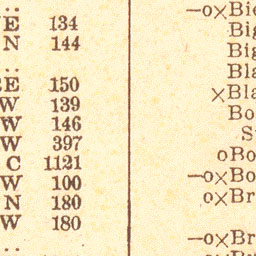 ..
E 134
N 144
..
E 150
W 139
W 146
W 397
C 1121
W 100
N 180
W 180
..
—o×Bi
Big
Big
Bla
×Bla
Bo
S
oBo
—o×Bo
o×Br
—o×Br